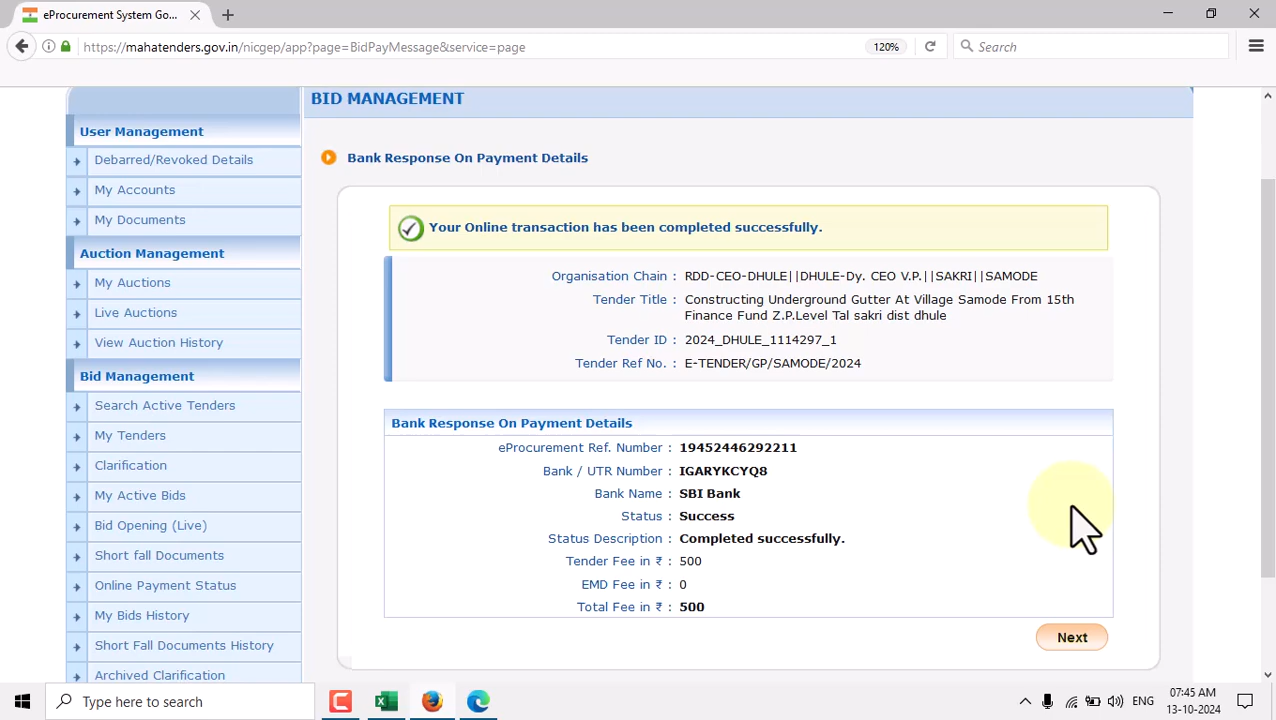 eProcurement System Go...
https://mahatenders.gov.in/nicgep/app?page=BidPayMessage&service=page
120%
Search
BID MANAGEMENT
User Management
Debarred/Revoked Details
My Accounts
My Documents
Auction Management
My Auctions
Live Auctions
View Auction History
Bid Management
Search Active Tenders
My Tenders
Clarification
My Active Bids
Bid Opening (Live)
Short fall Documents
Online Payment Status
My Bids History
Short Fall Documents History
Archived Clarification
Bank Response On Payment Details
Your Online transaction has been completed successfully.
Organisation Chain : RDD-CEO-DHULE||DHULE-Dy. CEO V.P.||SAKRI||SAMODE
Tender Title : Constructing Underground Gutter At Village Samode From 15th
Finance Fund Z.P.Level Tal sakri dist dhule
Tender ID : 2024_DHULE_1114297_1
Tender Ref No. : E-TENDER/GP/SAMODE/2024
Bank Response On Payment Details
eProcurement Ref. Number : 19452446292211
Bank / UTR Number : IGARYKCYQ8
Bank Name : SBI Bank
Status : Success
Status Description : Completed successfully.
Tender Fee in ₹ : 500
EMD Fee in ₹ : 0
Total Fee in ₹ : 500
Next
Type here to search
ENG
07:45 AM
13-10-2024